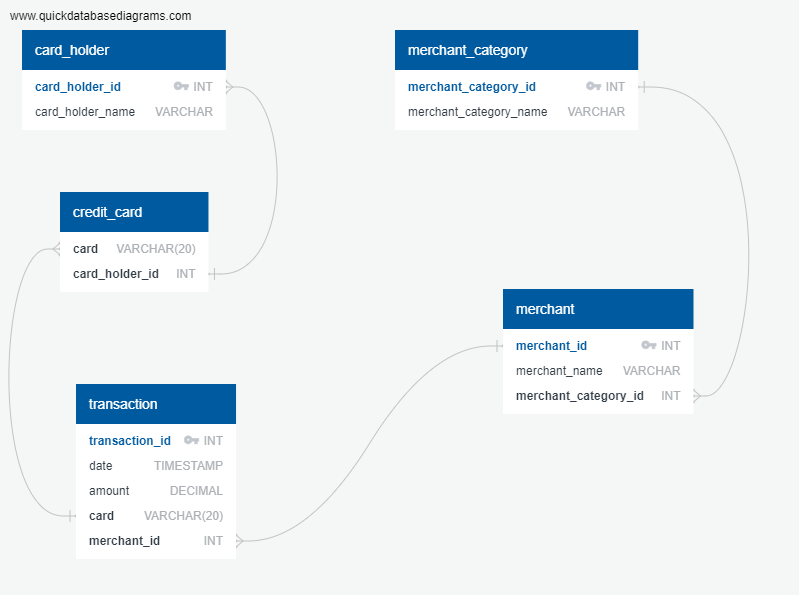 www.quickdatabasediagrams.com
card_holder
card_holder_id INT
card_holder_name VARCHAR
merchant_category
merchant_category_id INT
merchant_category_name VARCHAR
credit_card
card VARCHAR(20)
card_holder_id INT
merchant
merchant_id INT
merchant_name VARCHAR
merchant_category_id INT
transaction
transaction_id INT
date TIMESTAMP
amount DECIMAL
card VARCHAR(20)
merchant_id INT